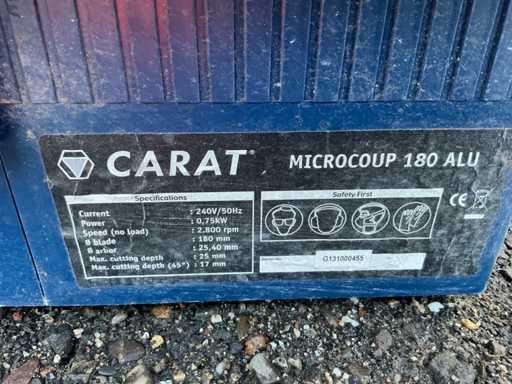 CARAT® MICROCOUP 180 ALU
Specifications
Current : 240V/50Hz
Power : 0,75kW
Speed (no load) : 2.800 rpm
ø blade : 180 mm
ø arbor : 25,40 mm
Max. cutting depth : 25 mm
Max. cutting depth (45°) : 17 mm
Safety First
G131000455
CE